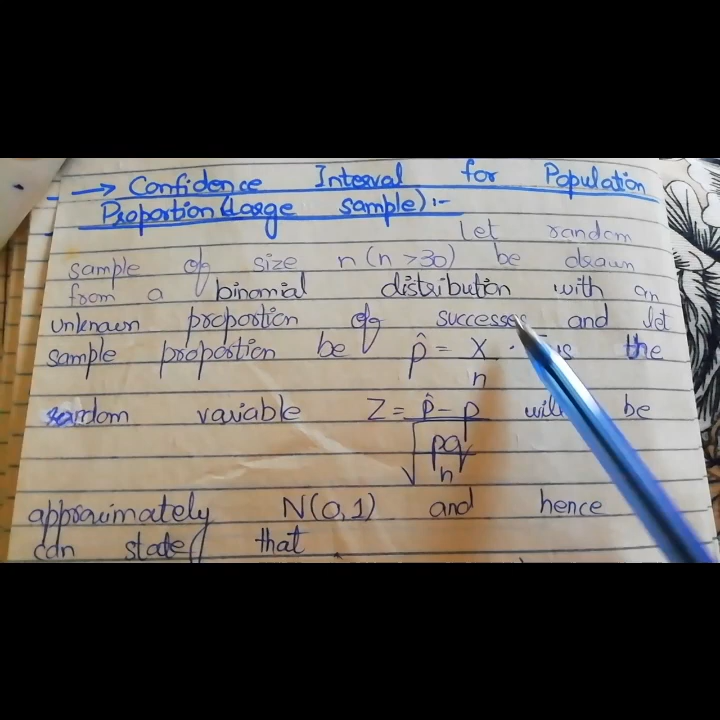 → Confidence Interval for Population
Proportion (Large sample) :-
Let random
sample of size n (n >30) be drawn
from a binomial distribution with an
unknown proportion of successes and let
sample proportion be p̂ = X/n . is the
random variable Z = p̂ - p / √(pq/n) will be
approximately N(0,1) and hence
can state that